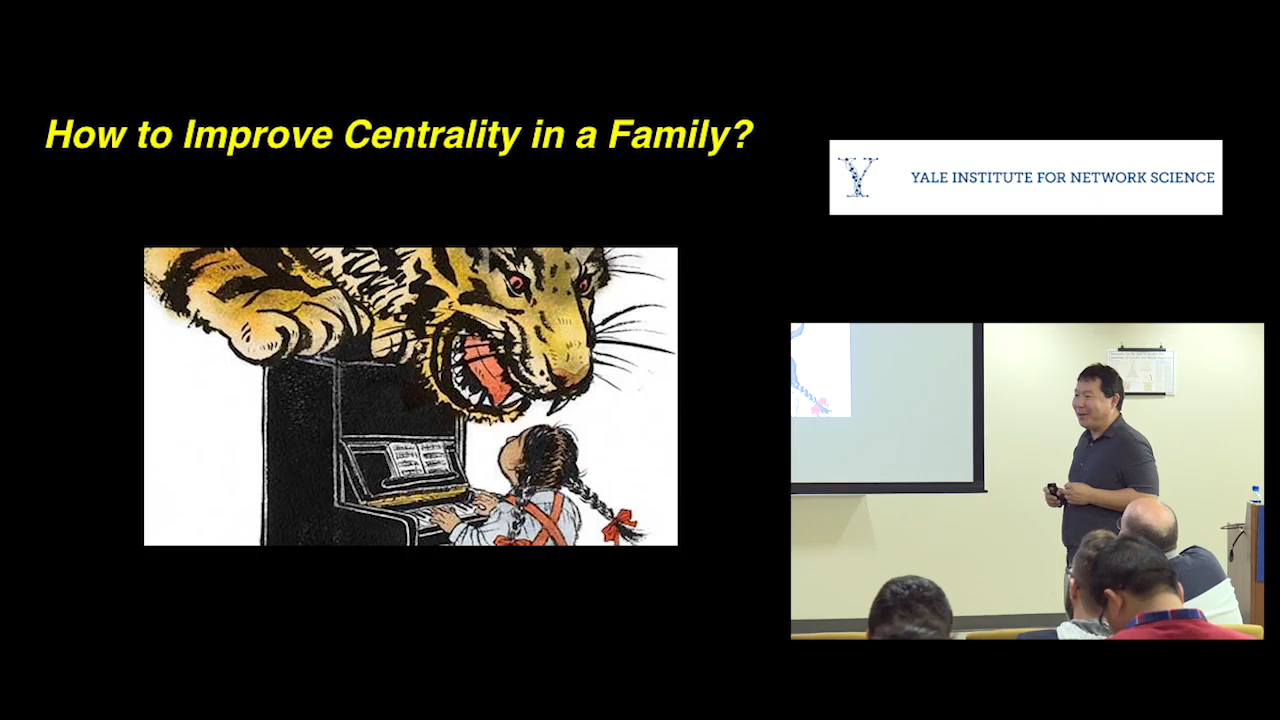 How to Improve Centrality in a Family?
YALE INSTITUTE FOR NETWORK SCIENCE